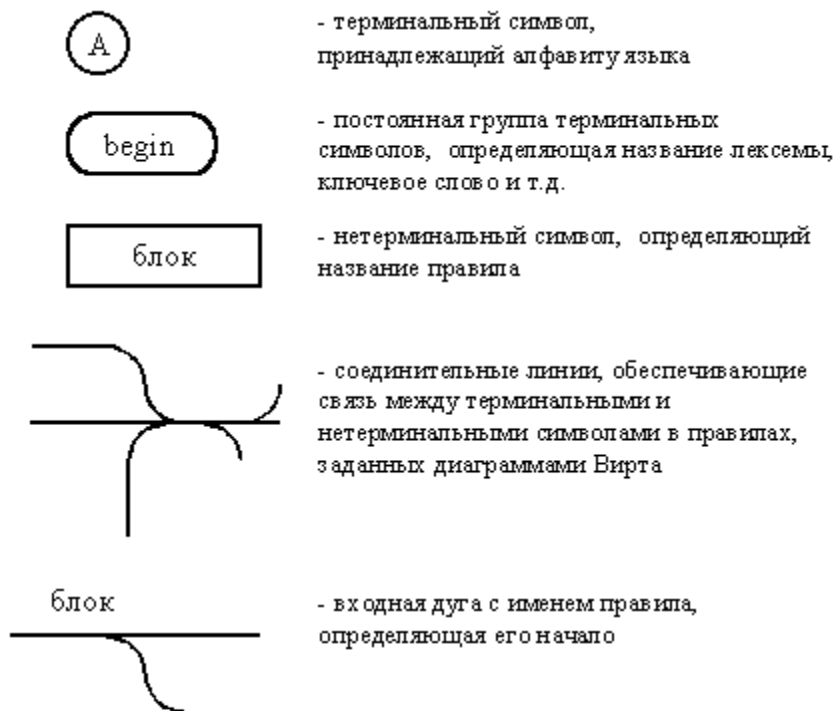 A
- терминальный символ,
принадлежащий алфавиту языка
begin
- постоянная группа терминальных
символов, определяющая название лексемы,
ключевое слово и т.д.
блок
- нетерминальный символ, определяющий
название правила
- соединительные линии, обеспечивающие
связь между терминальными и
нетерминальными символами в правилах,
заданных диаграммами Вирта
блок
- входная дуга с именем правила,
определяющая его начало